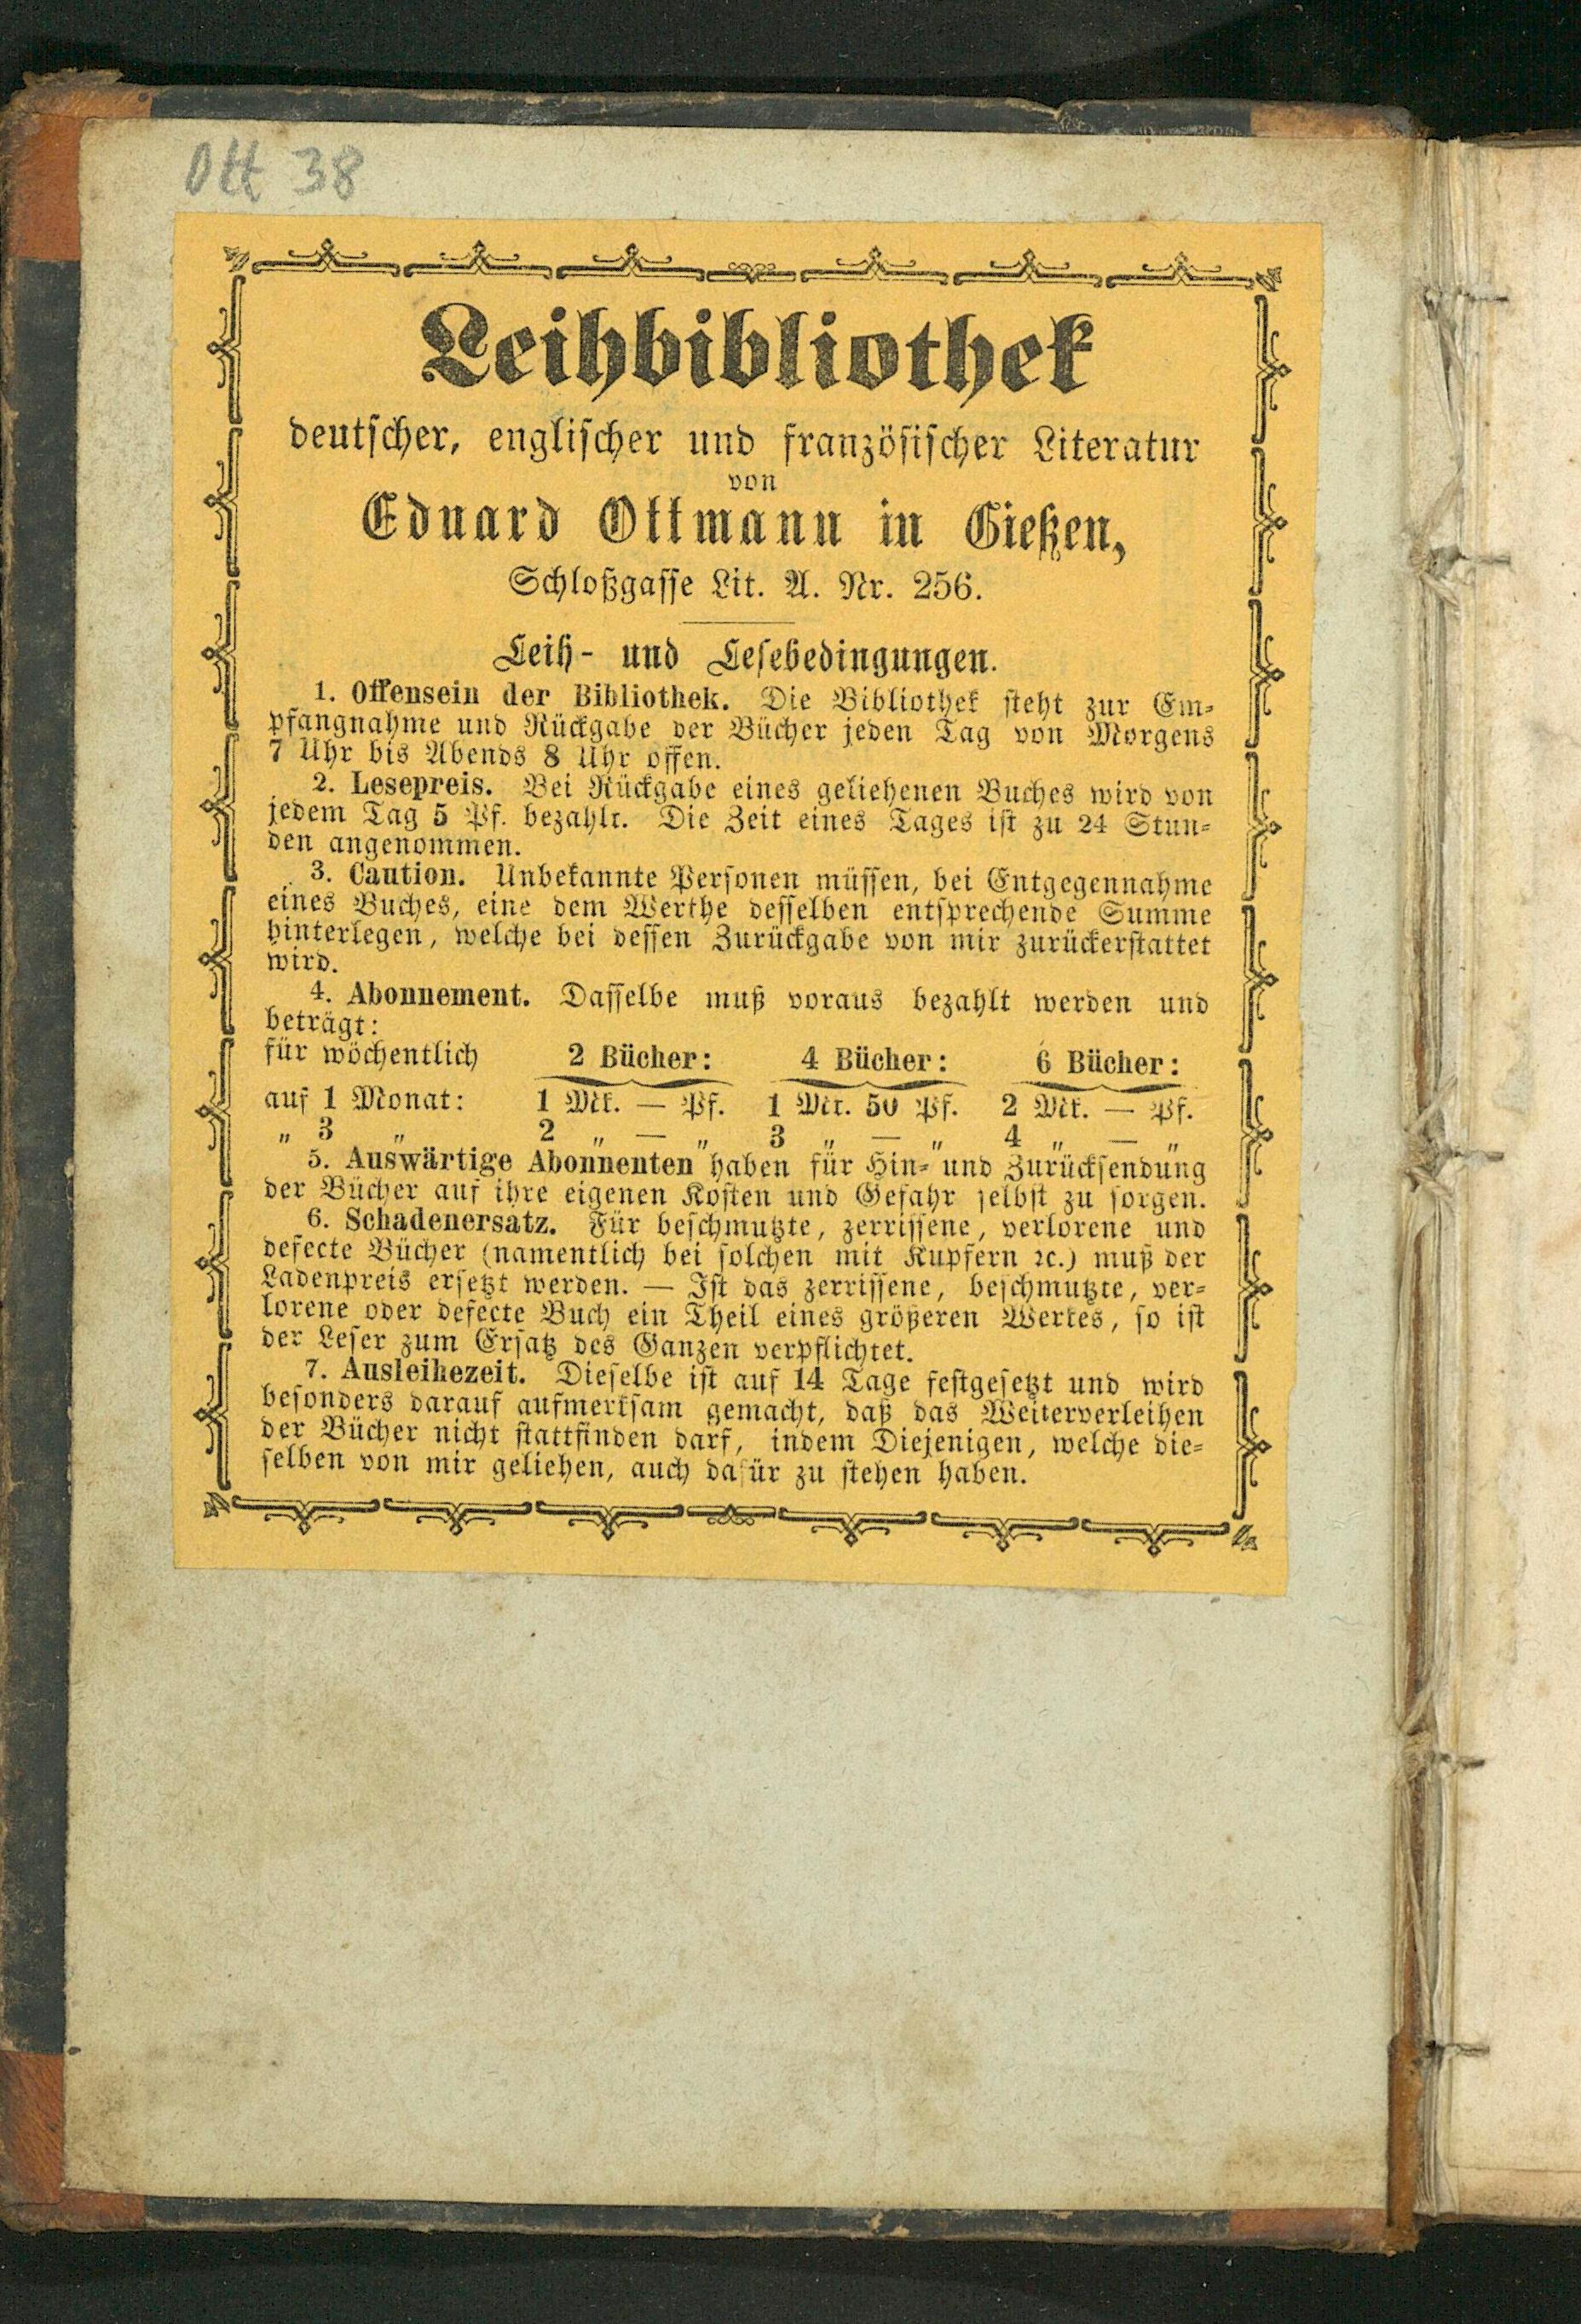 Ott 38
Leihbibliothek
deutscher, englischer und französischer Literatur
von
Eduard Ottmann in Gießen,
Schloßgasse Lit. A. Nr. 256.
Leih- und Lesebedingungen.
1. Offensein der Bibliothek. Die Bibliothek steht zur Em-
pfangnahme und Rückgabe der Bücher jeden Tag von Morgens
7 Uhr bis Abends 8 Uhr offen.
2. Lesepreis. Bei Rückgabe eines geliehenen Buches wird von
jedem Tag 5 Pf. bezahlt. Die Zeit eines Tages ist zu 24 Stun-
den angenommen.
3. Caution. Unbekannte Personen müssen, bei Entgegennahme
eines Buches, eine dem Werthe desselben entsprechende Summe
hinterlegen, welche bei dessen Zurückgabe von mir zurückerstattet
wird.
4. Abonnement. Dasselbe muß voraus bezahlt werden und
beträgt:
für wöchentlich 2 Bücher: 4 Bücher: 6 Bücher:
auf 1 Monat: 1 Mk. — Pf. 1 Mk. 50 Pf. 2 Mk. — Pf.
„ 3 „ 2 „ — „ 3 „ — „ 4 „ — „
5. Auswärtige Abonnenten haben für Hin- und Zurücksendung
der Bücher auf ihre eigenen Kosten und Gefahr selbst zu sorgen.
6. Schadenersatz. Für beschmutzte, zerrissene, verlorene und
defecte Bücher (namentlich bei solchen mit Kupfern ꝛc.) muß der
Ladenpreis ersetzt werden. — Ist das zerrissene, beschmutzte, ver-
lorene oder defecte Buch ein Theil eines größeren Werkes, so ist
der Leser zum Ersatz des Ganzen verpflichtet.
7. Ausleihezeit. Dieselbe ist auf 14 Tage festgesetzt und wird
besonders darauf aufmerksam gemacht, daß das Weiterverleihen
der Bücher nicht stattfinden darf, indem Diejenigen, welche die-
selben von mir geliehen, auch dafür zu stehen haben.